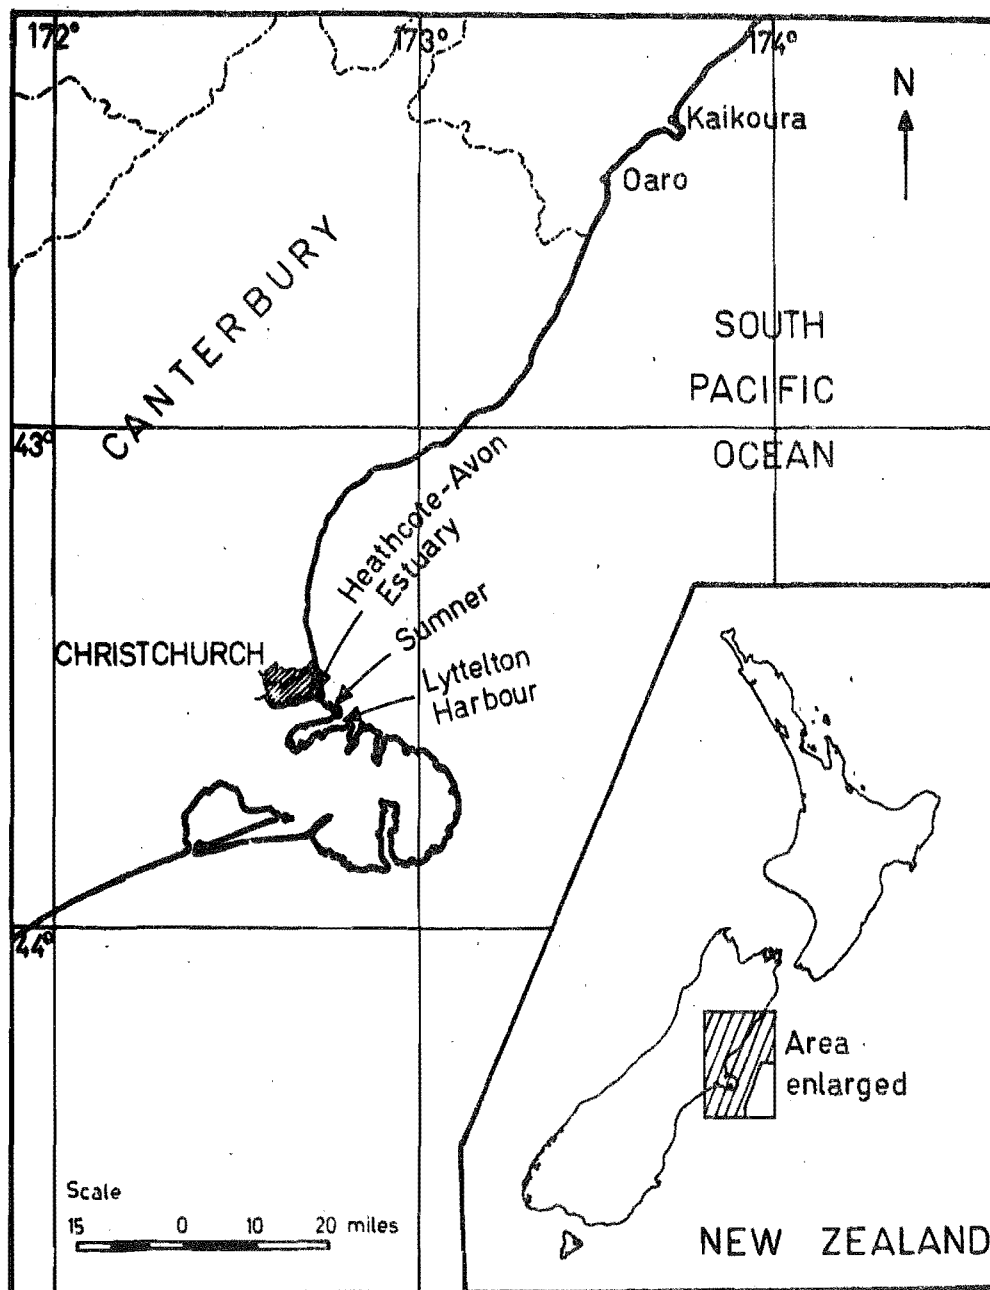 172°
173°
174°
N
Kaikoura
Oaro
CANTERBURY
SOUTH
PACIFIC
OCEAN
43°
Heathcote-Avon
Estuary
Sumner
CHRISTCHURCH
Lyttelton
Harbour
44°
Area
enlarged
Scale
15 0 10 20 miles
NEW ZEALAND